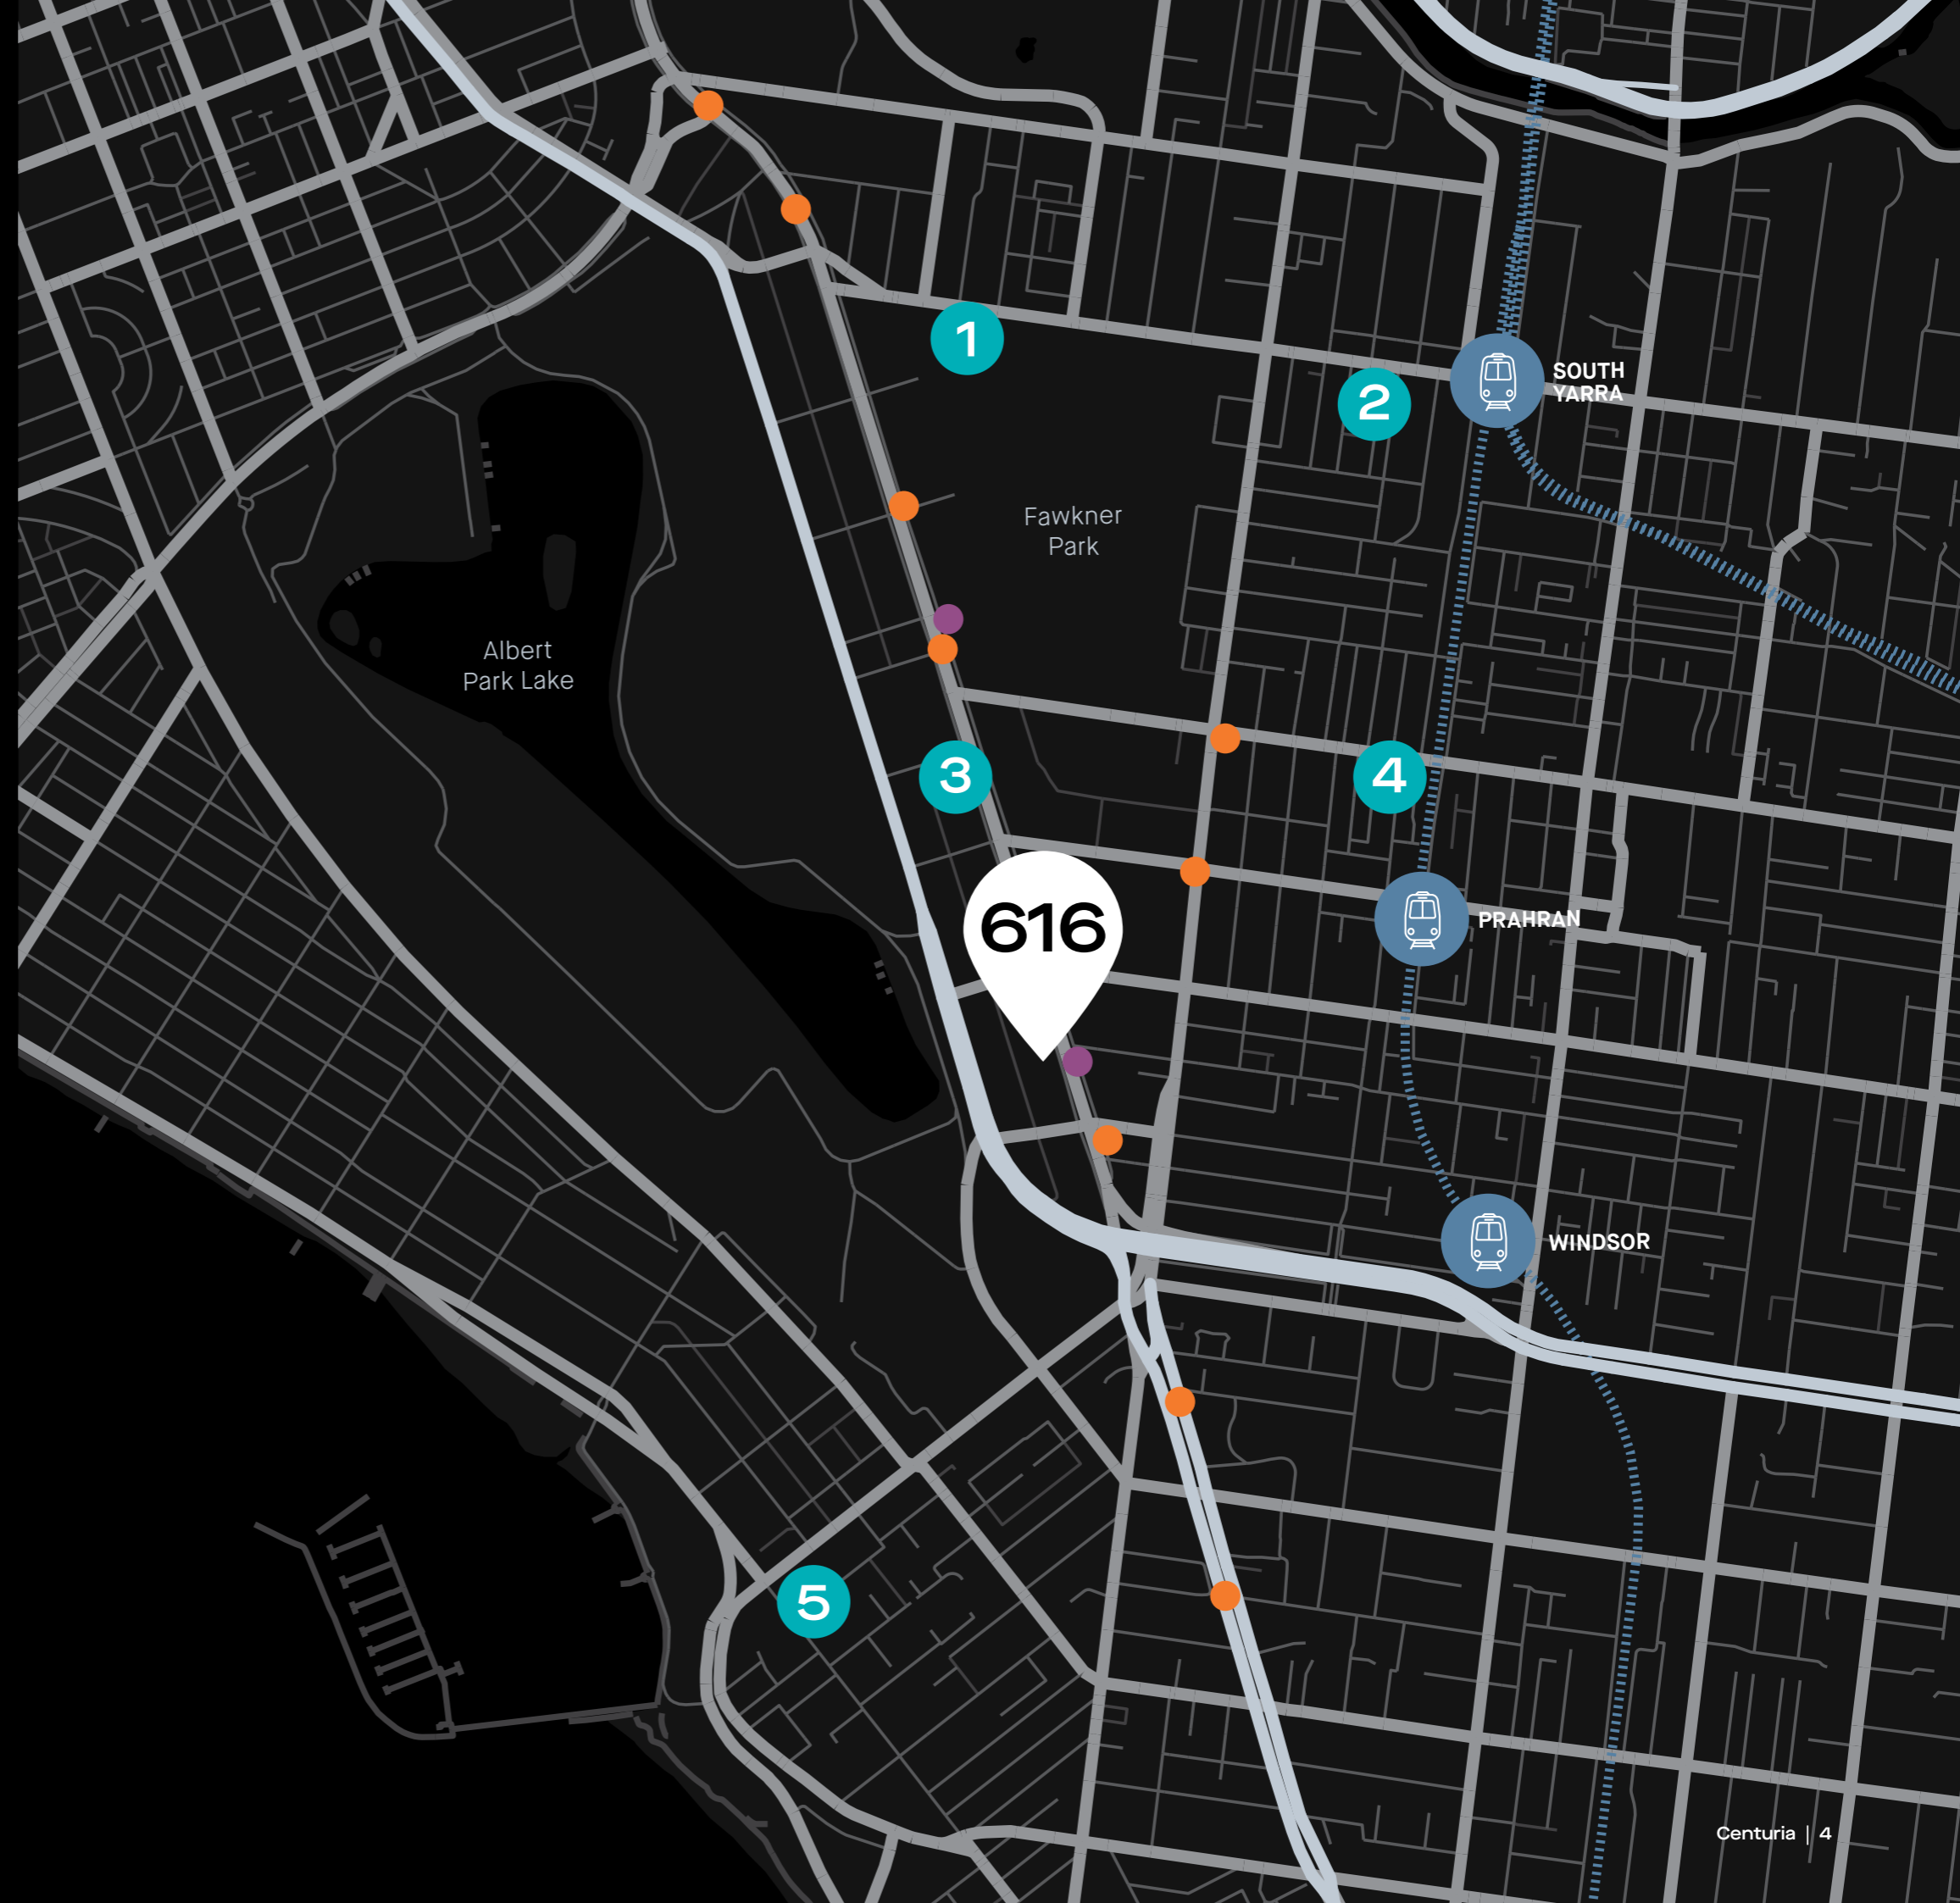 1
SOUTH
YARRA
2
Fawkner
Park
Albert
Park Lake
3
4
616
PRAHRAN
WINDSOR
5
Centuria | 4